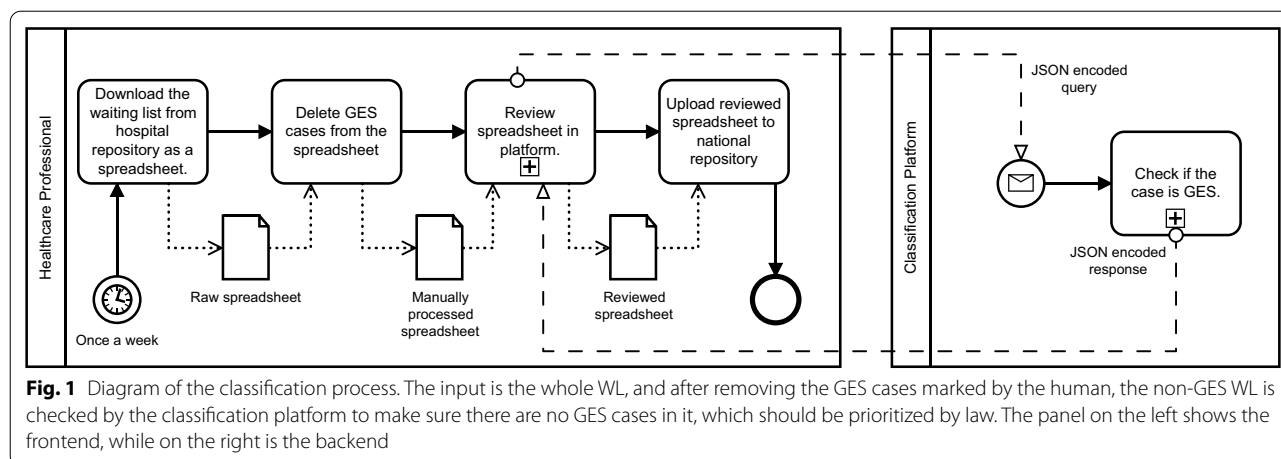 Healthcare Professional
Download the
waiting list from
hospital
repository as a
spreadsheet.
Delete GES
cases from the
spreadsheet
Review
spreadsheet in
platform.
Upload reviewed
spreadsheet to
national
repository
Once a week
Raw spreadsheet
Manually
processed
spreadsheet
Reviewed
spreadsheet
Classification Platform
JSON encoded
query
Check if the
case is GES.
JSON encoded
response
Fig. 1 Diagram of the classification process. The input is the whole WL, and after removing the GES cases marked by the human, the non-GES WL is
checked by the classification platform to make sure there are no GES cases in it, which should be prioritized by law. The panel on the left shows the
frontend, while on the right is the backend